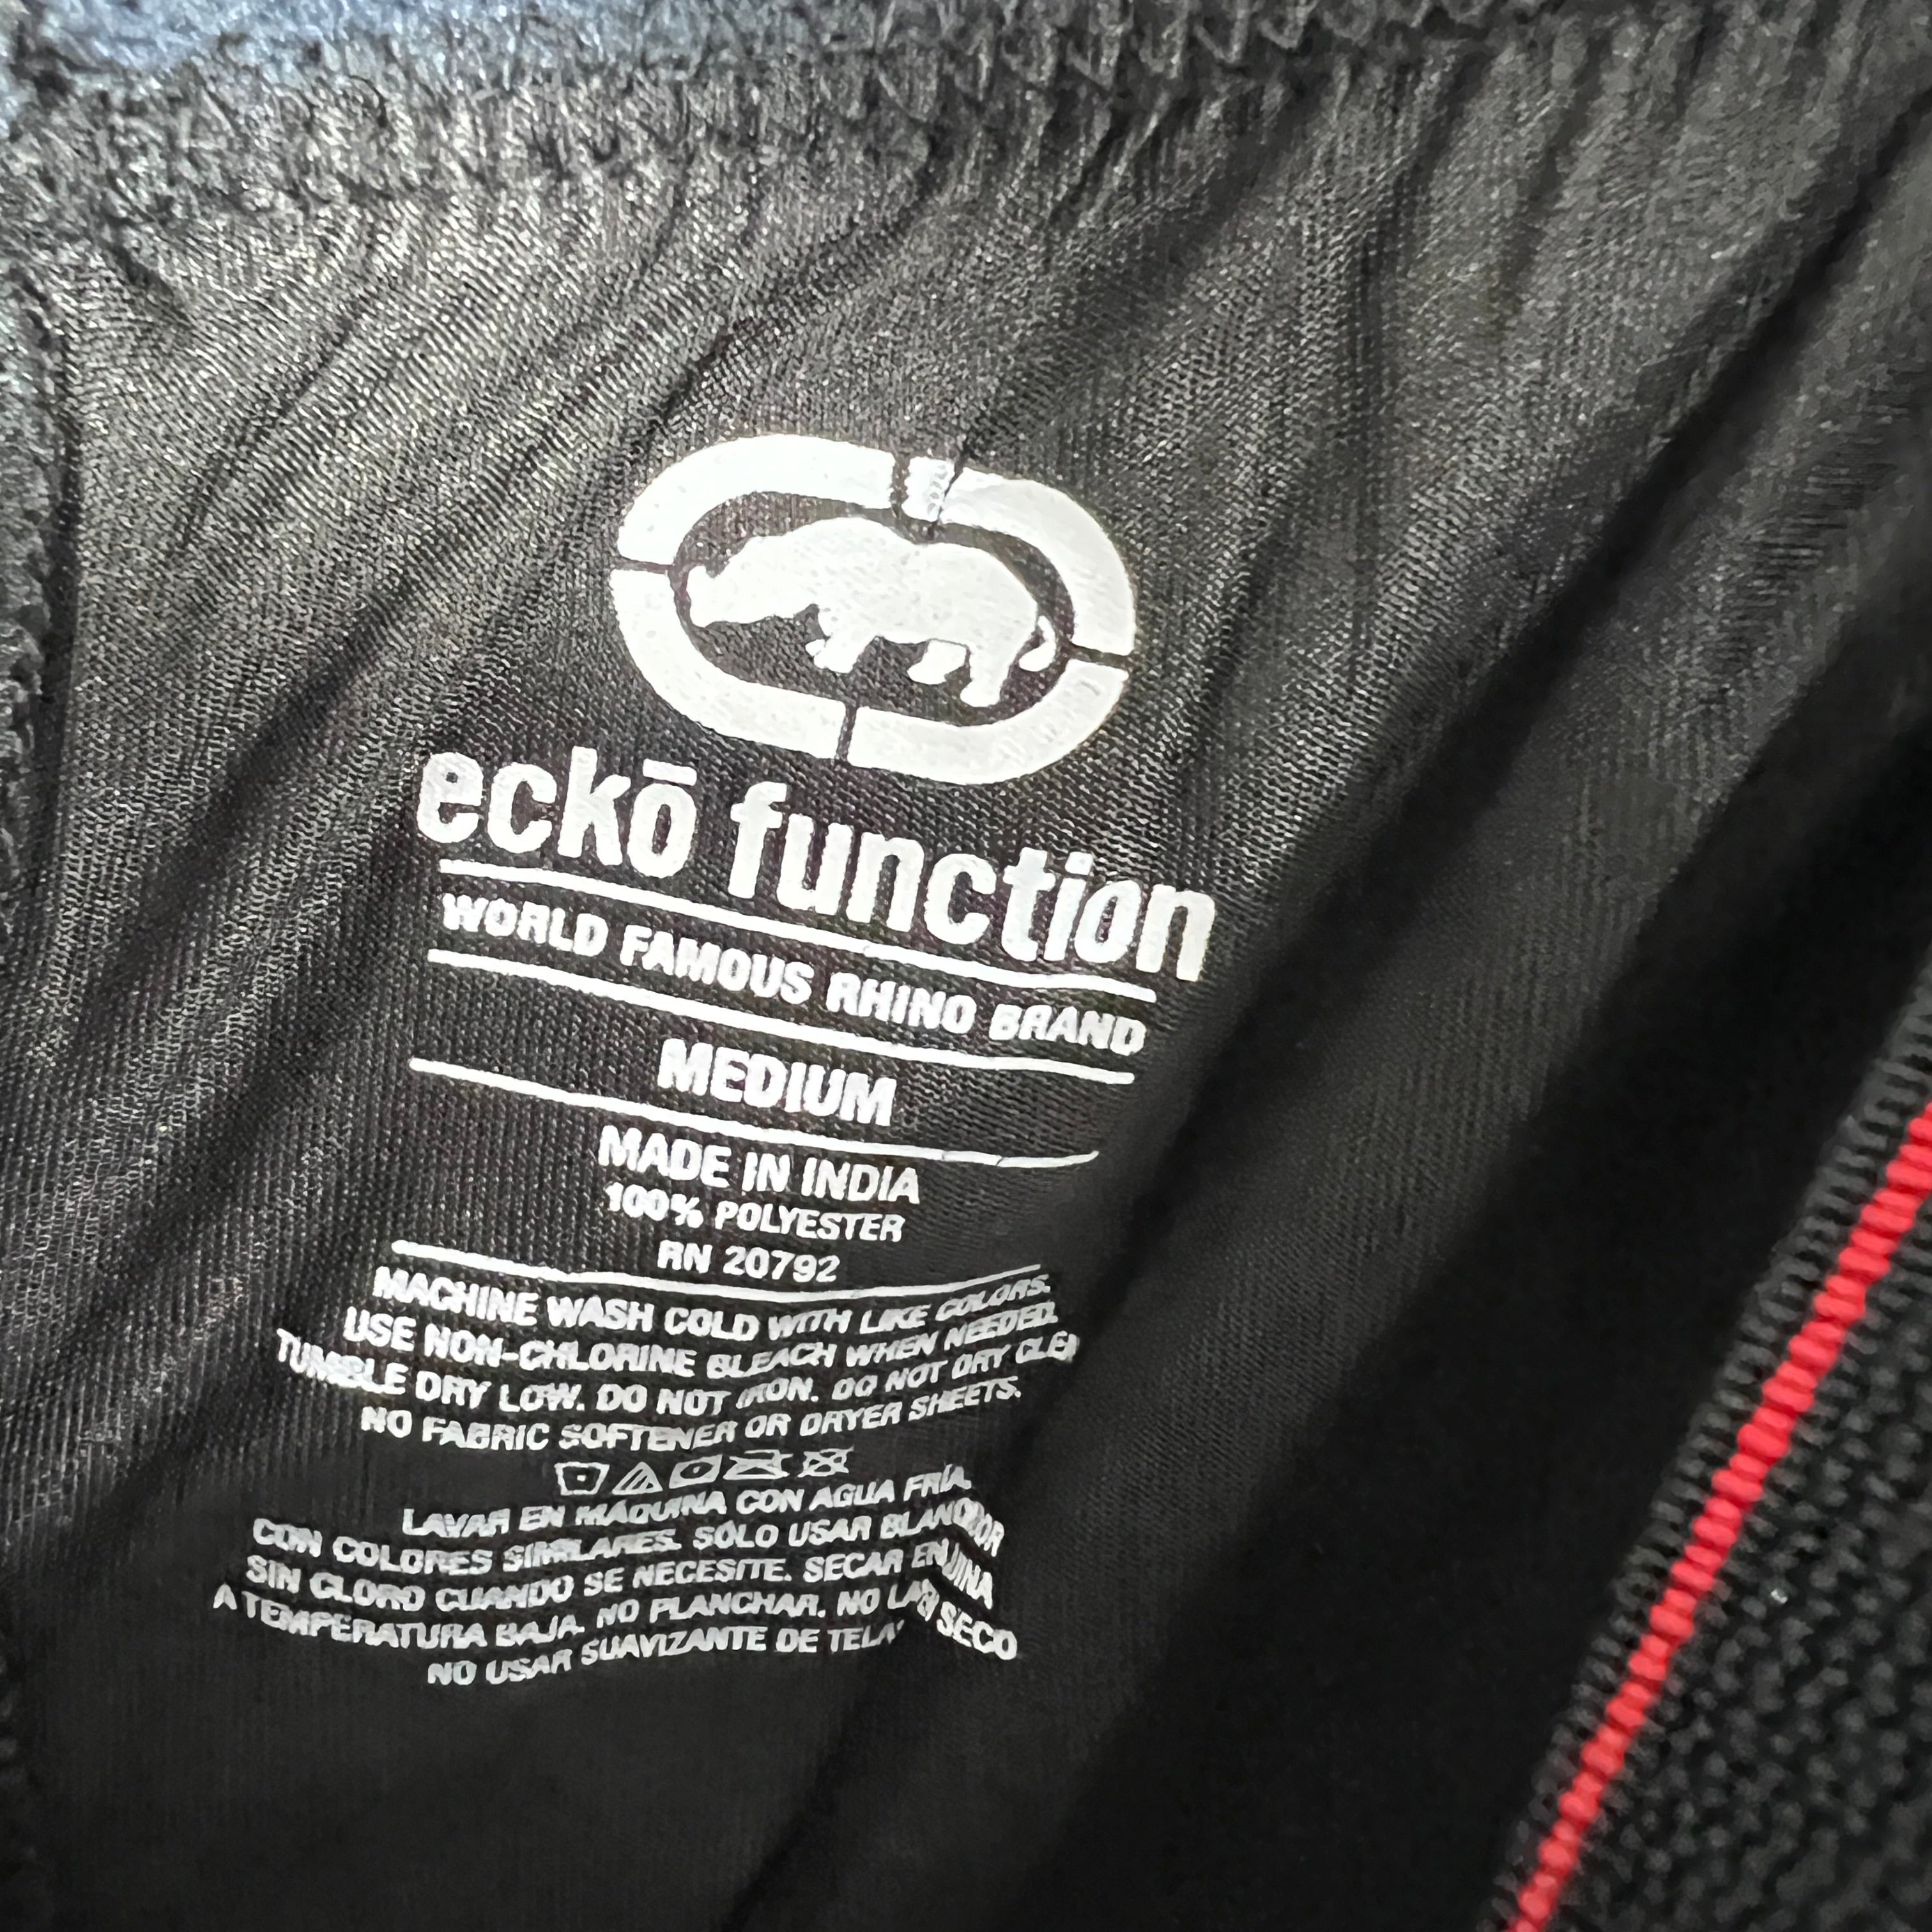 eckō function
WORLD FAMOUS RHINO BRAND
MEDIUM
MADE IN INDIA
100% POLYESTER
RN 20792
MACHINE WASH COLD WITH LIKE COLORS.
USE NON-CHLORINE BLEACH WHEN NEEDED.
TUMBLE DRY LOW. DO NOT IRON. DO NOT DRY
NO FABRIC SOFTENER OR DRYER SHEETS.
LAVAR EN MÁQUINA CON AGUA FRÍA.
CON COLORES SIMILARES. SÓLO USAR
SIN CLORO CUANDO SE NECESITE. SECAR EN
A TEMPERATURA BAJA. NO PLANCHAR. NO SECO
NO USAR SUAVIZANTE DE TELA